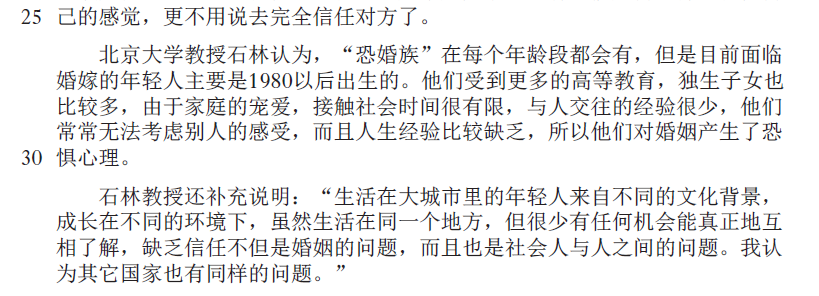 25 己的感觉，更不用说去完全信任对方了。
北京大学教授石林认为，“恐婚族”在每个年龄段都会有，但是目前面临
婚嫁的年轻人主要是1980以后出生的。他们受到更多的高等教育，独生子女也
比较多，由于家庭的宠爱，接触社会时间很有限，与人交往的经验很少，他们
常常无法考虑别人的感受，而且人生经验比较缺乏，所以他们对婚姻产生了恐
30 惧心理。
石林教授还补充说明：“生活在大城市里的年轻人来自不同的文化背景，
成长在不同的环境下，虽然生活在同一个地方，但很少有任何机会能真正地互
相了解，缺乏信任不但是婚姻的问题，而且也是社会人与人之间的问题。我认
为其它国家也有同样的问题。”